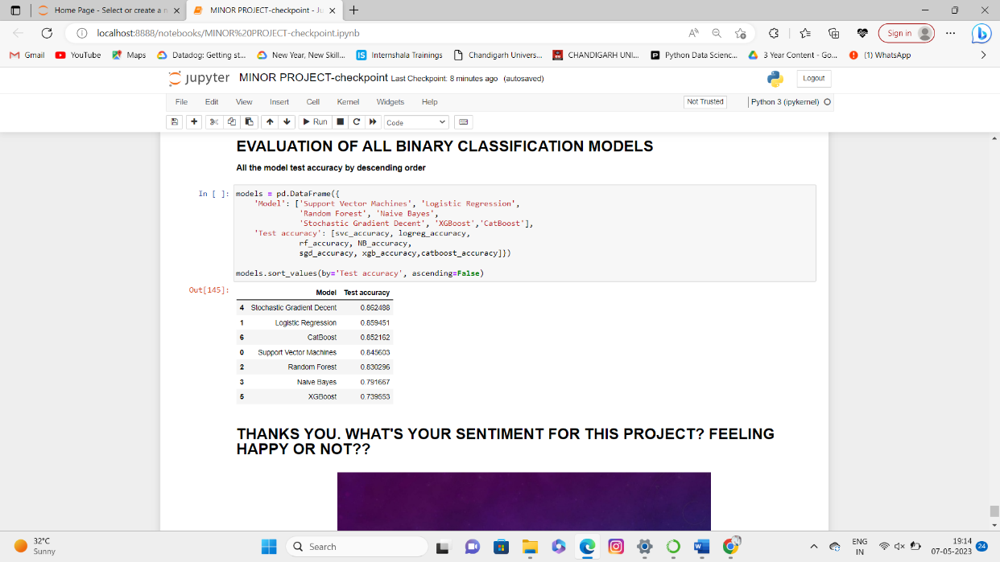 Home Page - Select or create a n
MINOR PROJECT-checkpoint - Ju
localhost:8888/notebooks/MINOR%20PROJECT-checkpoint.ipynb
Sign in
Gmail YouTube Maps Datadog: Getting st... New Year, New Skill... Internshala Trainings Chandigarh Univers... CHANDIGARH UNI... Python Data Scienc... 3 Year Content - Go... (1) WhatsApp
jupyter MINOR PROJECT-checkpoint Last Checkpoint: 8 minutes ago (autosaved) Logout
File Edit View Insert Cell Kernel Widgets Help Not Trusted Python 3 (ipykernel)
Run Code
EVALUATION OF ALL BINARY CLASSIFICATION MODELS
All the model test accuracy by descending order
In [ ]: models = pd.DataFrame({
'Model': ['Support Vector Machines', 'Logistic Regression',
'Random Forest', 'Naive Bayes',
'Stochastic Gradient Decent', 'XGBoost','CatBoost'],
'Test accuracy': [svc_accuracy, logreg_accuracy,
rf_accuracy, NB_accuracy,
sgd_accuracy, xgb_accuracy,catboost_accuracy]})
models.sort_values(by='Test accuracy', ascending=False)
Out[145]:
Model Test accuracy
4 Stochastic Gradient Decent 0.862488
1 Logistic Regression 0.859451
6 CatBoost 0.852162
0 Support Vector Machines 0.845603
2 Random Forest 0.830296
3 Naive Bayes 0.791667
5 XGBoost 0.739553
THANKS YOU. WHAT'S YOUR SENTIMENT FOR THIS PROJECT? FEELING
HAPPY OR NOT??
32°C
Sunny
Search
ENG
IN
19:14
07-05-2023
24